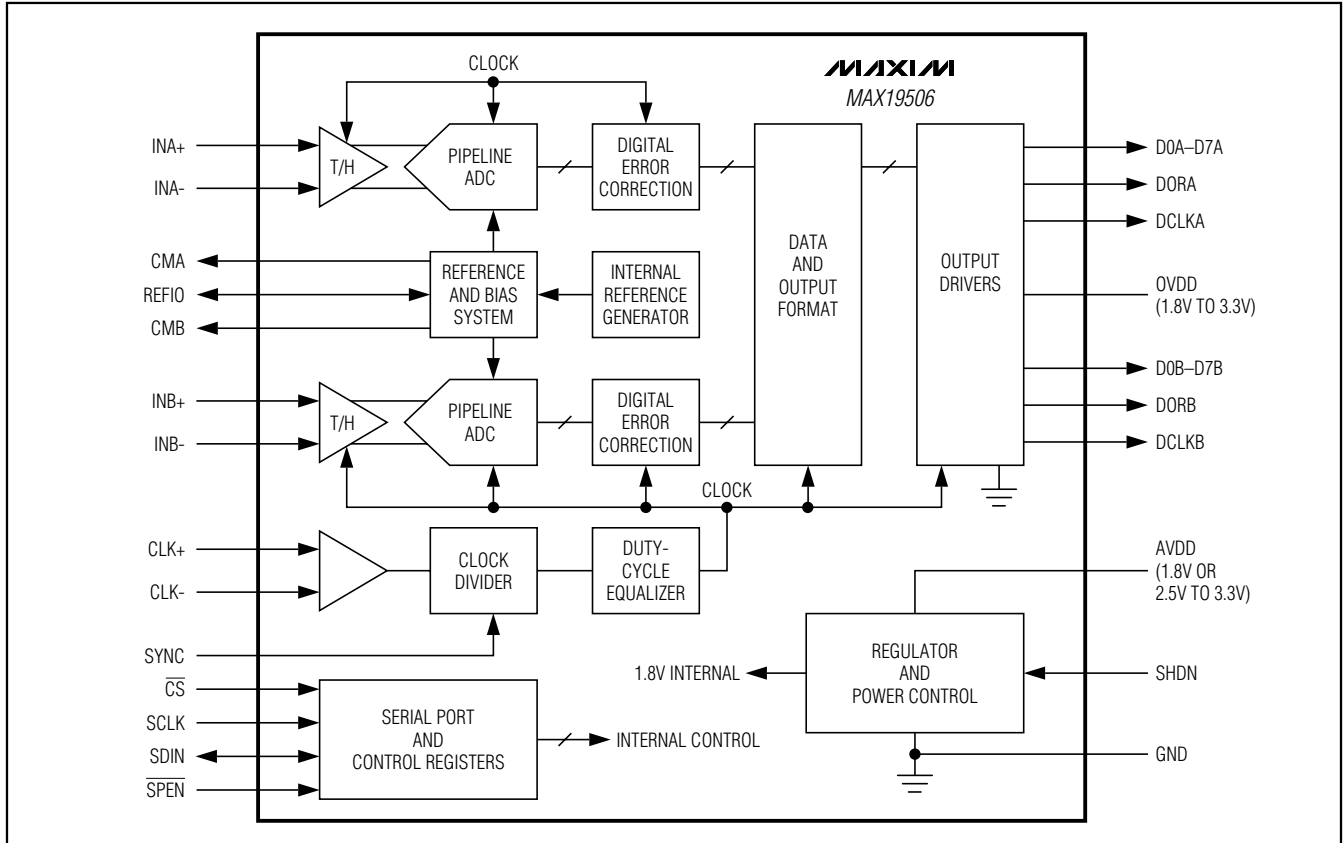 CLOCK
MAXIM
MAX19506
INA+
INA-
T/H
PIPELINE
ADC
DIGITAL
ERROR
CORRECTION
DATA
AND
OUTPUT
FORMAT
OUTPUT
DRIVERS
D0A–D7A
DORA
DCLKA
CMA
REFIO
CMB
REFERENCE
AND BIAS
SYSTEM
INTERNAL
REFERENCE
GENERATOR
OVDD
(1.8V TO 3.3V)
INB+
INB-
T/H
PIPELINE
ADC
DIGITAL
ERROR
CORRECTION
D0B–D7B
DORB
DCLKB
CLOCK
CLK+
CLK-
CLOCK
DIVIDER
DUTY-
CYCLE
EQUALIZER
AVDD
(1.8V OR
2.5V TO 3.3V)
SYNC
1.8V INTERNAL
REGULATOR
AND
POWER CONTROL
SHDN
GND
C̅S̅
SCLK
SDIN
S̅P̅E̅N̅
SERIAL PORT
AND
CONTROL REGISTERS
INTERNAL CONTROL